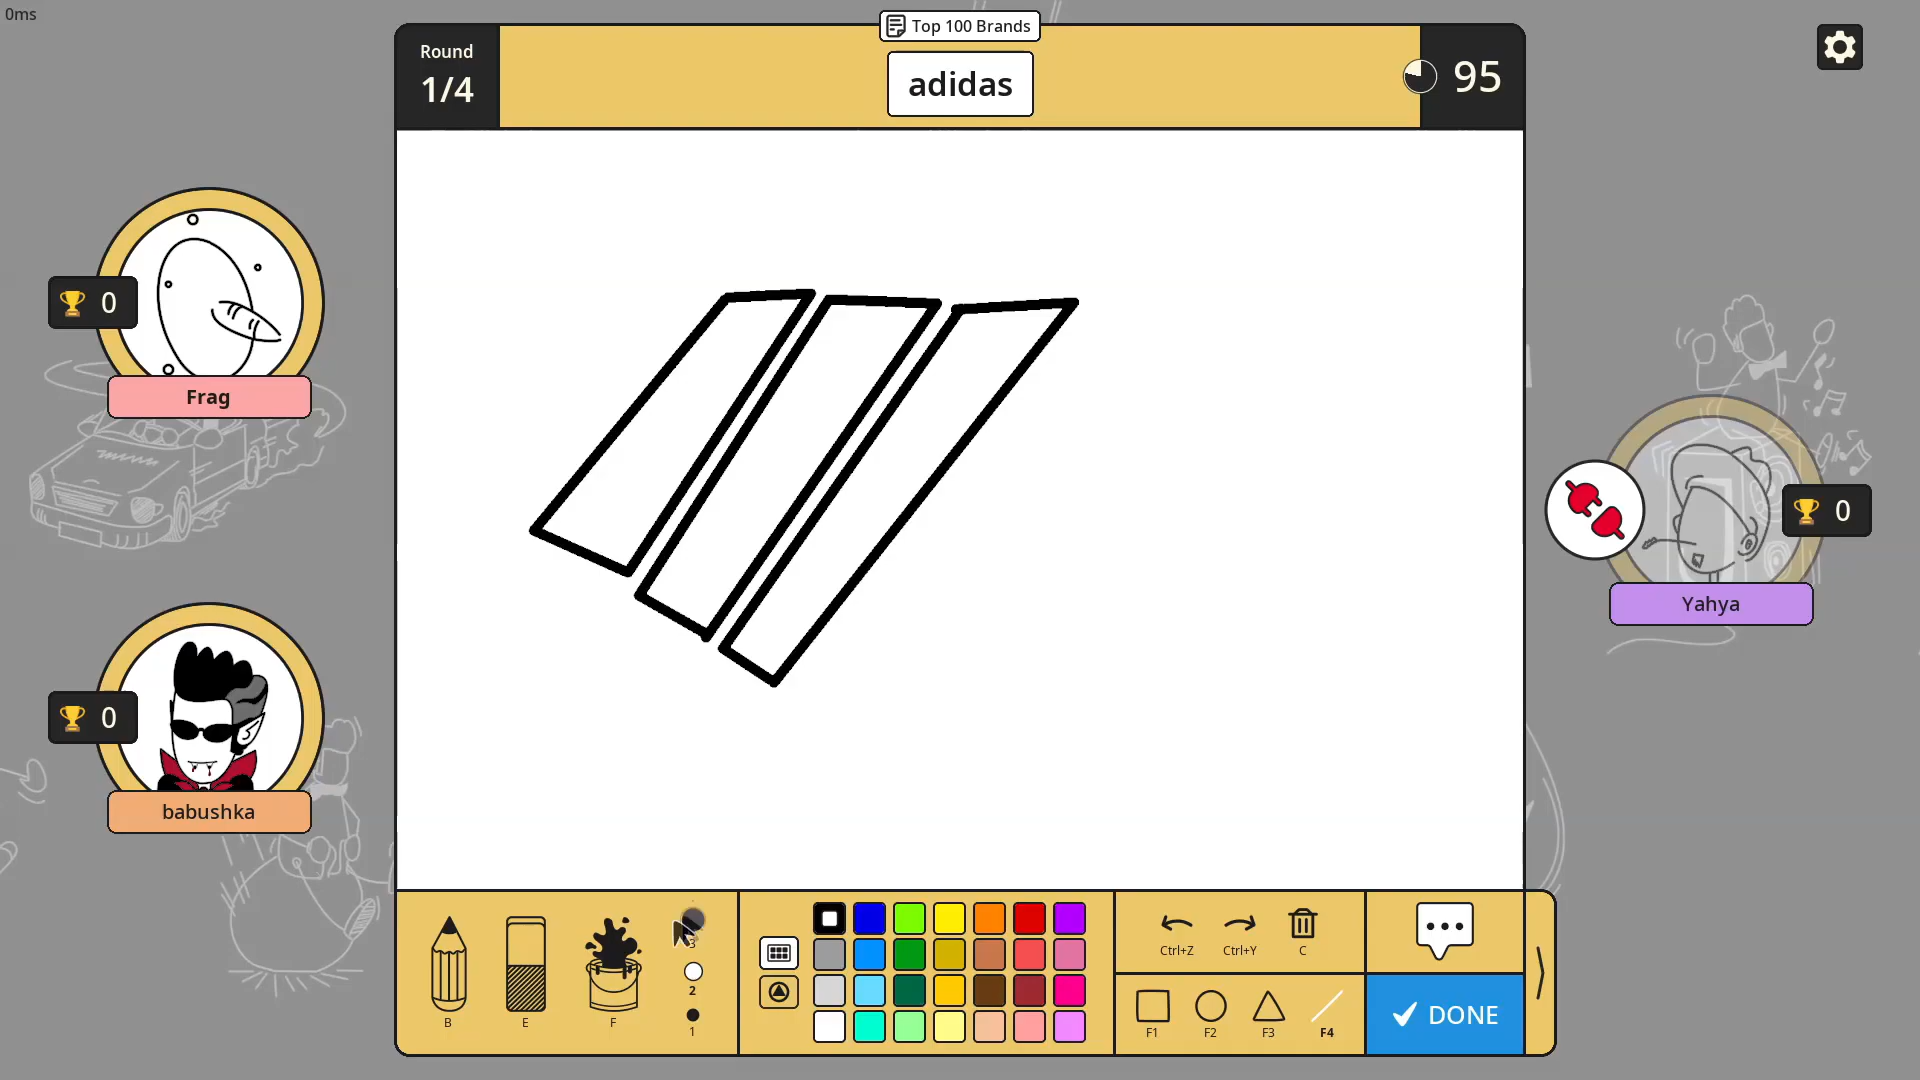 0ms
Top 100 Brands
Round
1/4
adidas
95
0
Frag
0
babushka
0
Yahya
B
E
F
3
2
1
Ctrl+Z
Ctrl+Y
C
F1
F2
F3
F4
DONE